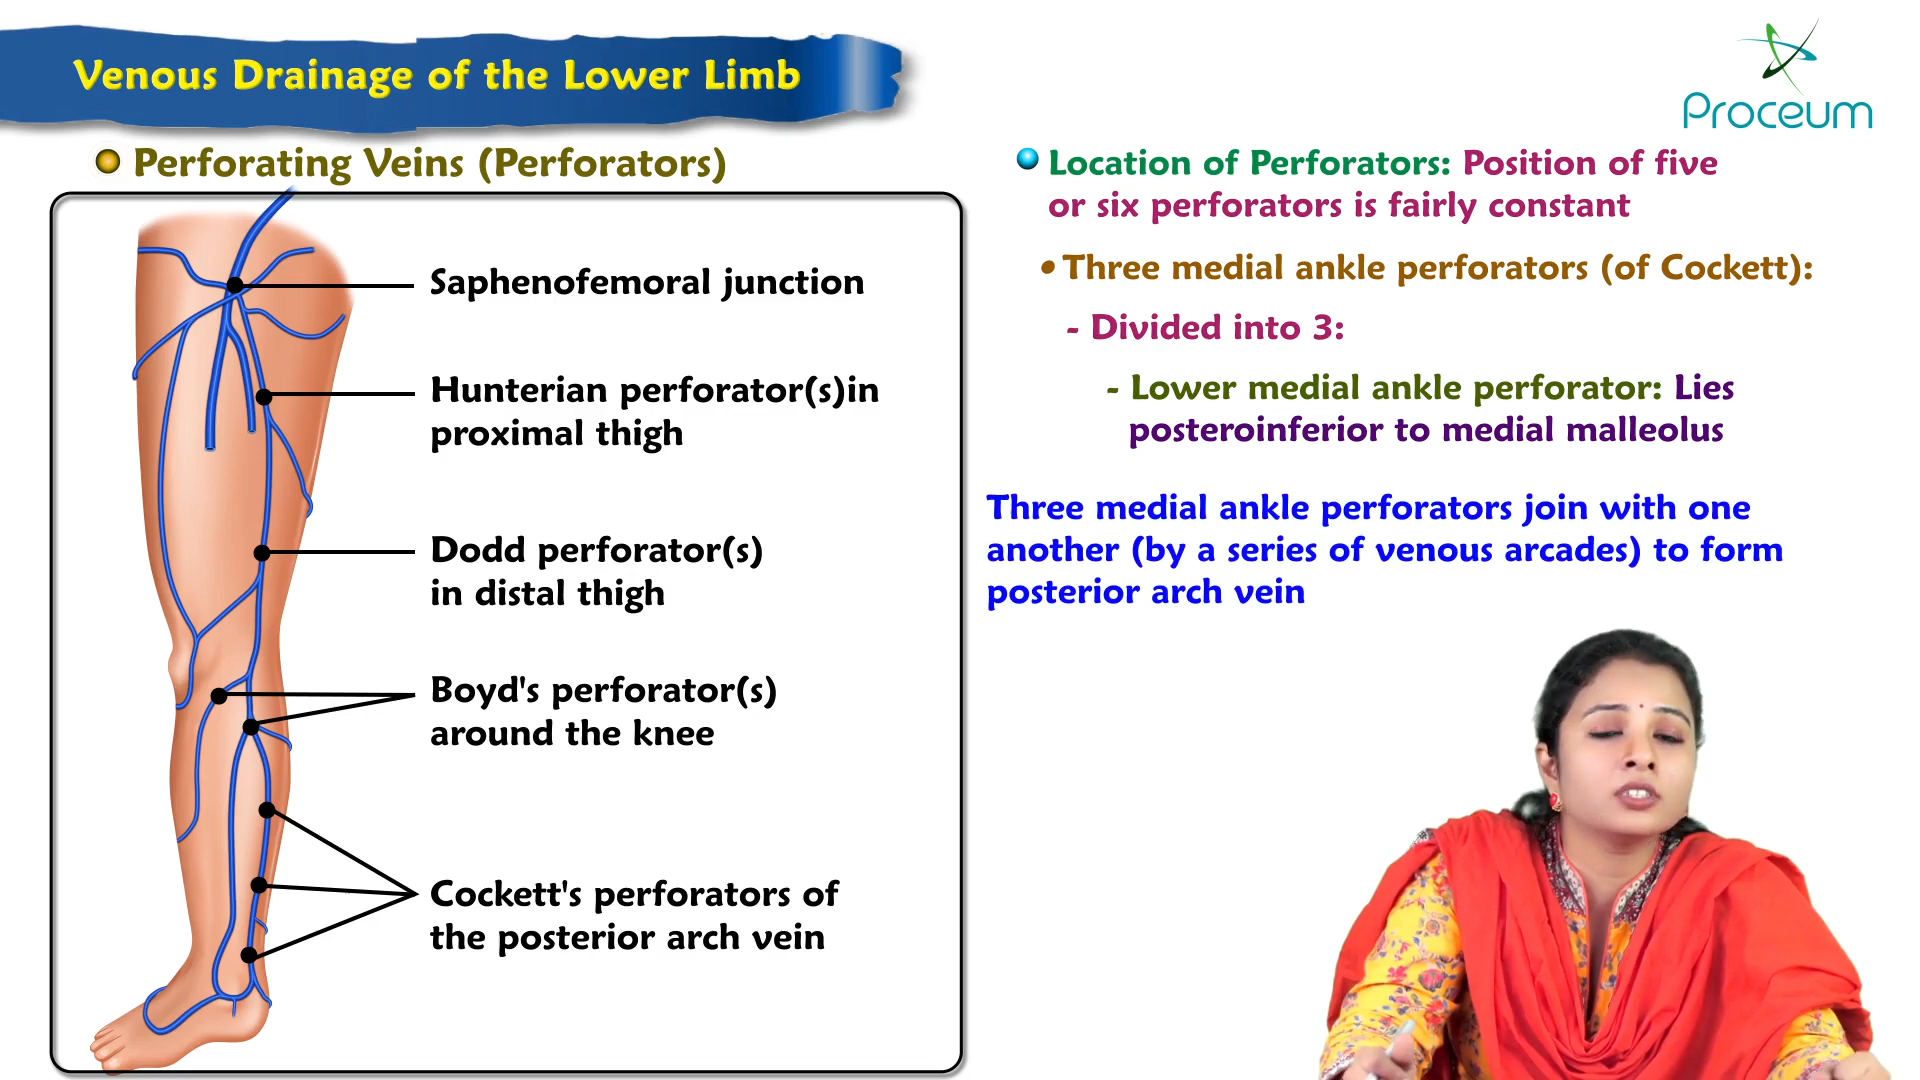 Venous Drainage of the Lower Limb
Proceum
Perforating Veins (Perforators)
Saphenofemoral junction
Hunterian perforator(s)in
proximal thigh
Dodd perforator(s)
in distal thigh
Boyd's perforator(s)
around the knee
Cockett's perforators of
the posterior arch vein
Location of Perforators: Position of five
or six perforators is fairly constant
• Three medial ankle perforators (of Cockett):
- Divided into 3:
- Lower medial ankle perforator: Lies
posteroinferior to medial malleolus
Three medial ankle perforators join with one
another (by a series of venous arcades) to form
posterior arch vein